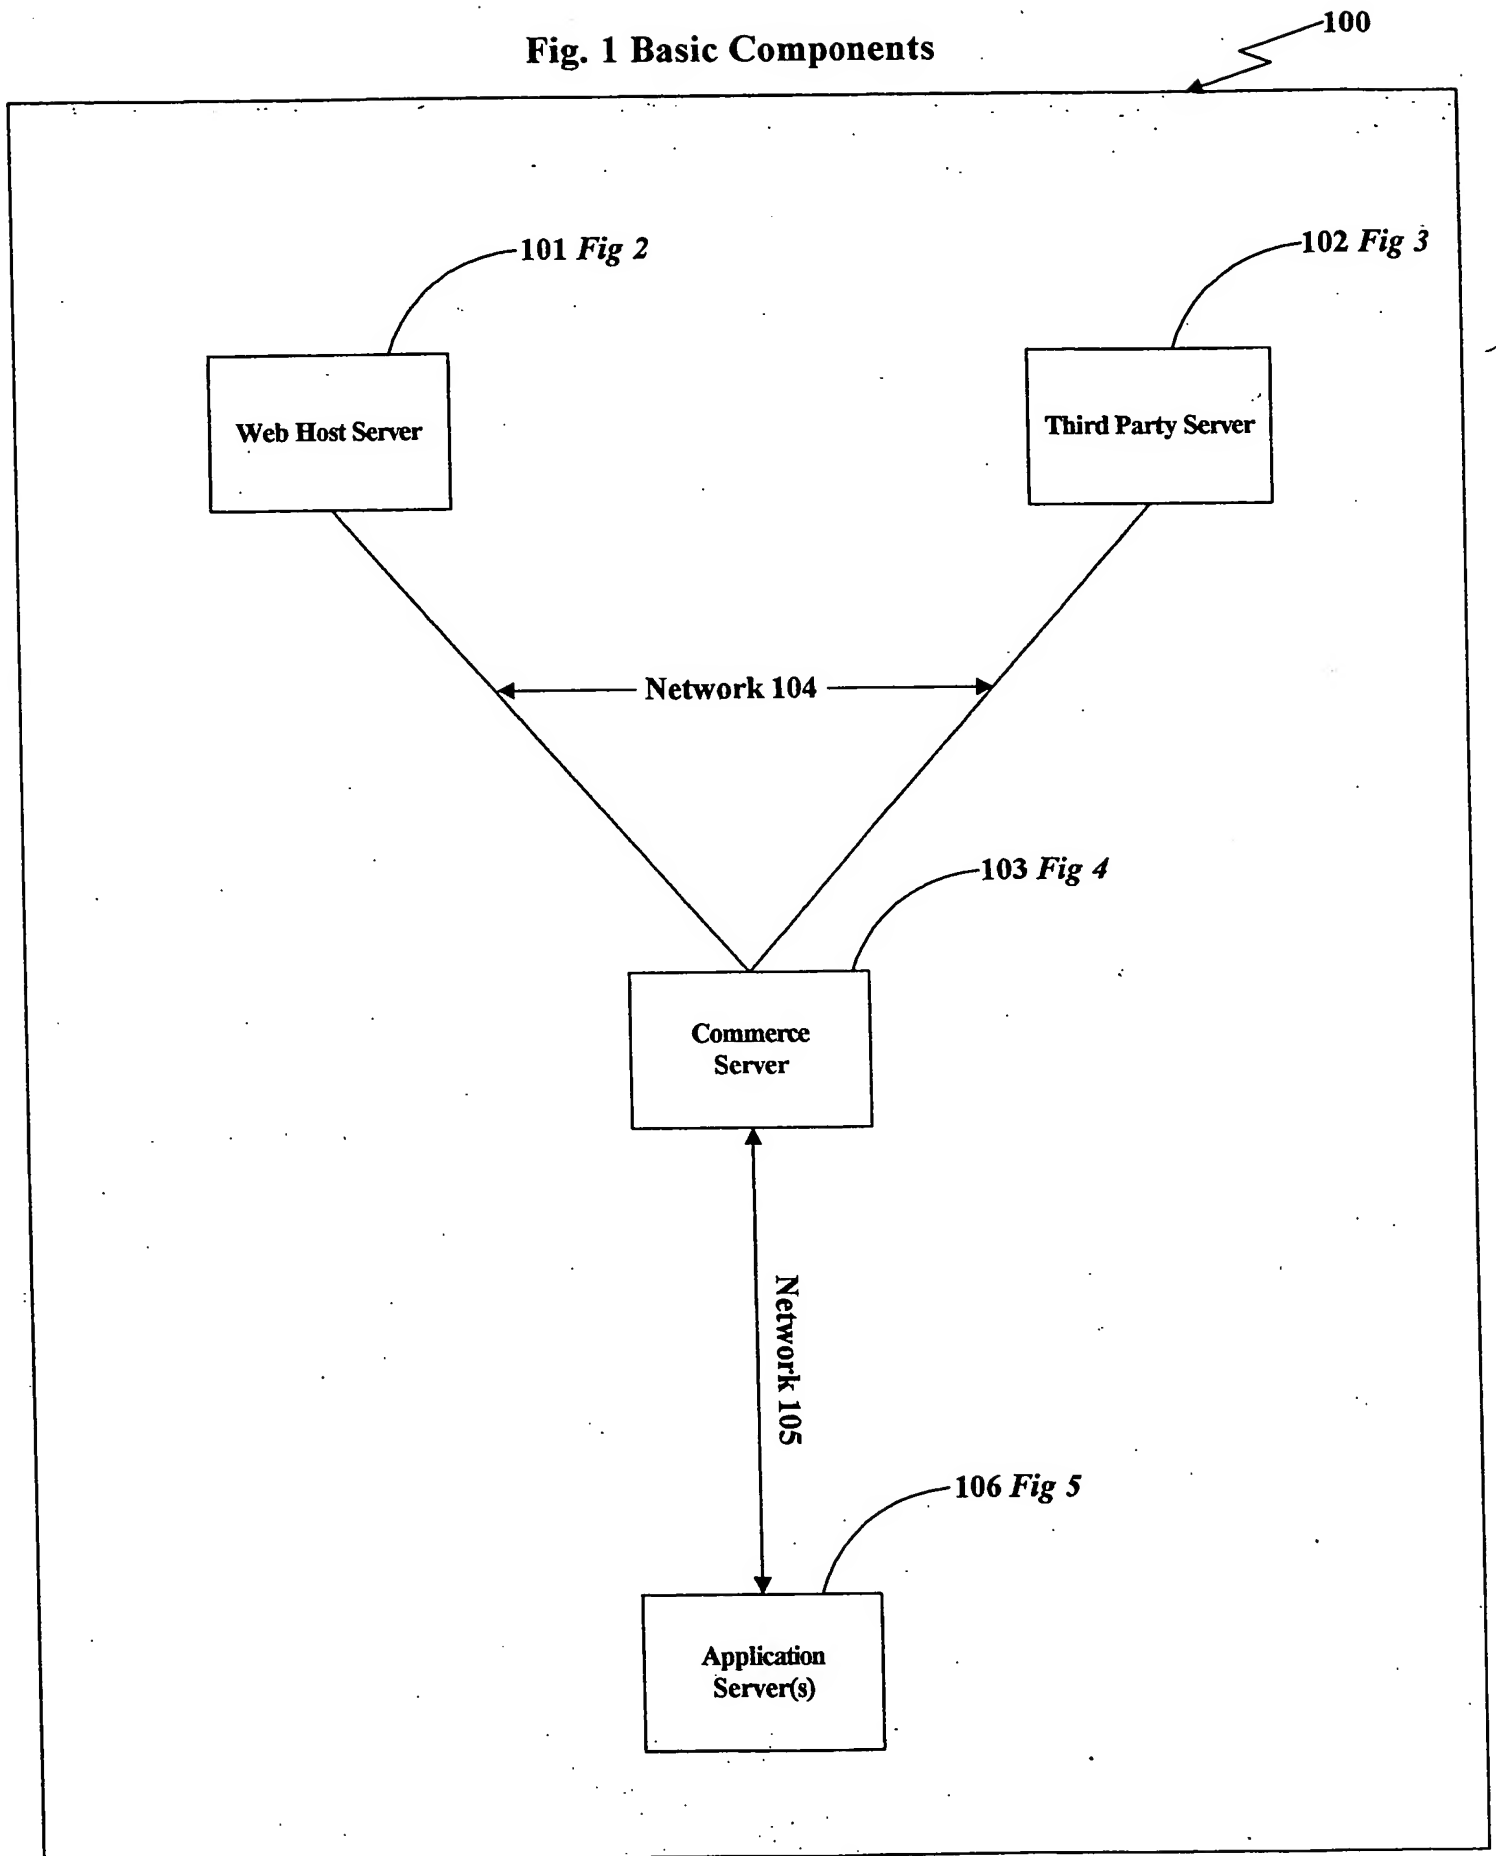 100
Fig. 1 Basic Components
101 Fig 2
102 Fig 3
Web Host Server
Third Party Server
Network 104
103 Fig 4
Commerce
Server
Network 105
106 Fig 5
Application
Server(s)